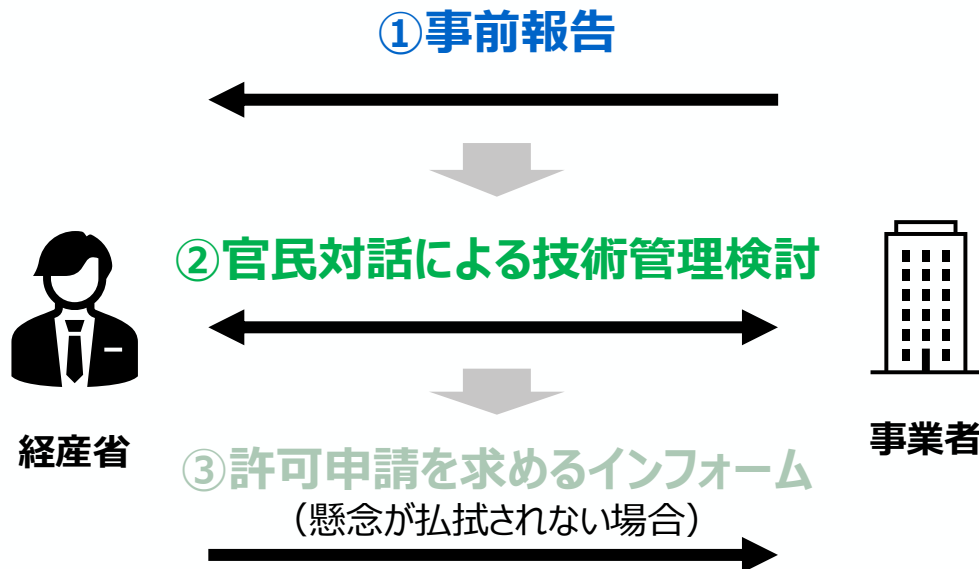 ①事前報告
②官民対話による技術管理検討
経産省
事業者
③許可申請を求めるインフォーム
（懸念が払拭されない場合）